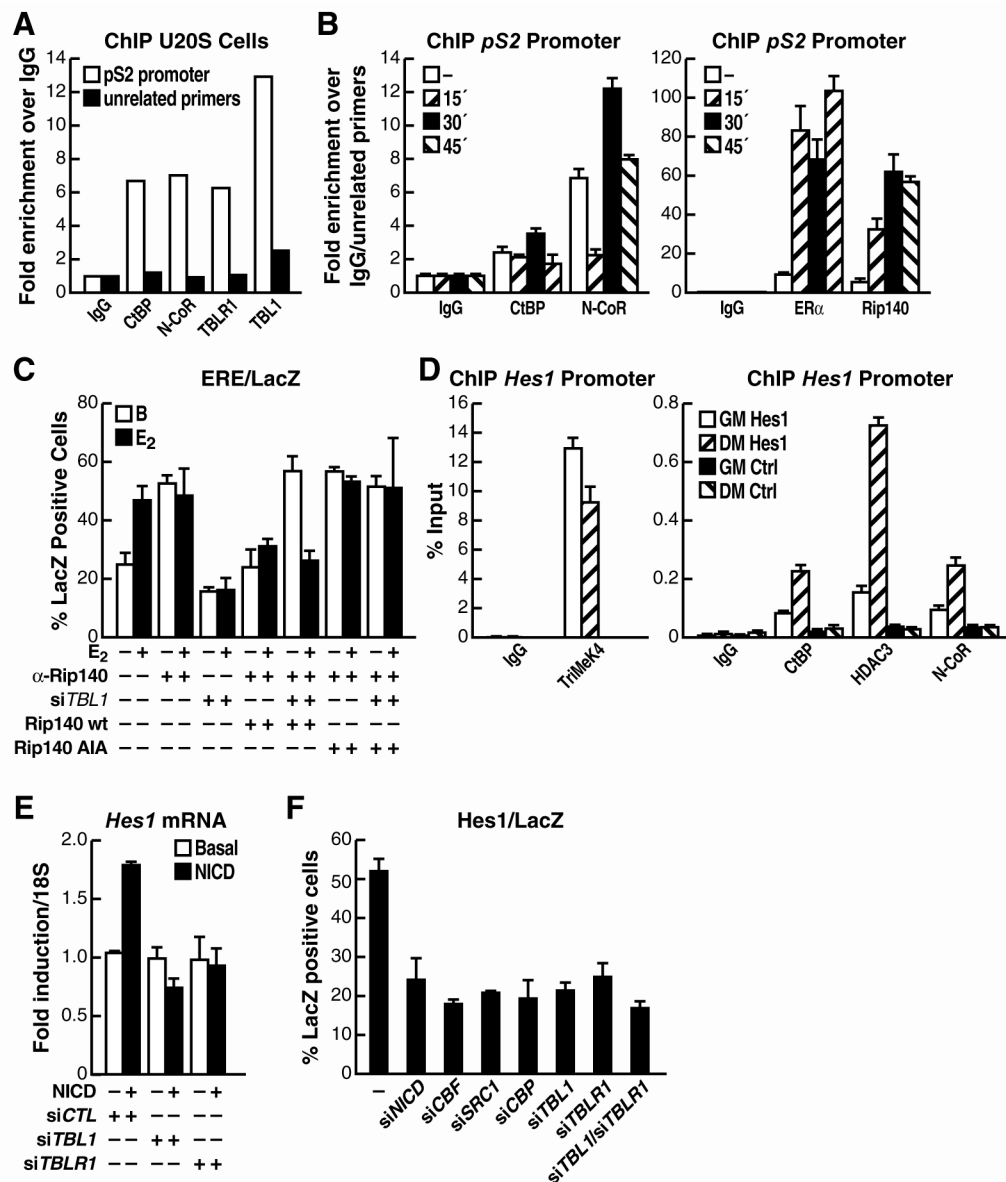 A
ChIP U20S Cells
Fold enrichment over IgG
14
12
10
8
6
4
2
0
pS2 promoter
unrelated primers
IgG
CtBP
N-CoR
TBLR1
TBL1
B
ChIP pS2 Promoter
Fold enrichment over
IgG/unrelated primers
14
12
10
8
6
4
2
0
–
15´
30´
45´
IgG
CtBP
N-CoR
ChIP pS2 Promoter
120
100
80
60
40
20
0
–
15´
30´
45´
IgG
ERα
Rip140
C
ERE/LacZ
% LacZ Positive Cells
80
60
40
20
0
B
E2
E2 – + – + – + – + – + – + – +
α-Rip140 – – + + – – + + + + + + + +
siTBL1 – – – – + + – – + + – – + +
Rip140 wt – – – – – – + + + + – – – –
Rip140 AIA – – – – – – – – – – + + + +
D
ChIP Hes1 Promoter
% Input
16
14
12
10
8
6
4
2
0
IgG
TriMeK4
ChIP Hes1 Promoter
0.8
0.6
0.4
0.2
0
GM Hes1
DM Hes1
GM Ctrl
DM Ctrl
IgG
CtBP
HDAC3
N-CoR
E
Hes1 mRNA
Fold induction/18S
2.0
1.5
1.0
0.5
0
Basal
NICD
NICD – + – + – +
siCTL + + – – – –
siTBL1 – – + + – –
siTBLR1 – – – – + +
F
Hes1/LacZ
% LacZ positive cells
60
50
40
30
20
10
0
–
siNICD
siCBF
siSRC1
siCBP
siTBL1
siTBLR1
siTBL1/siTBLR1